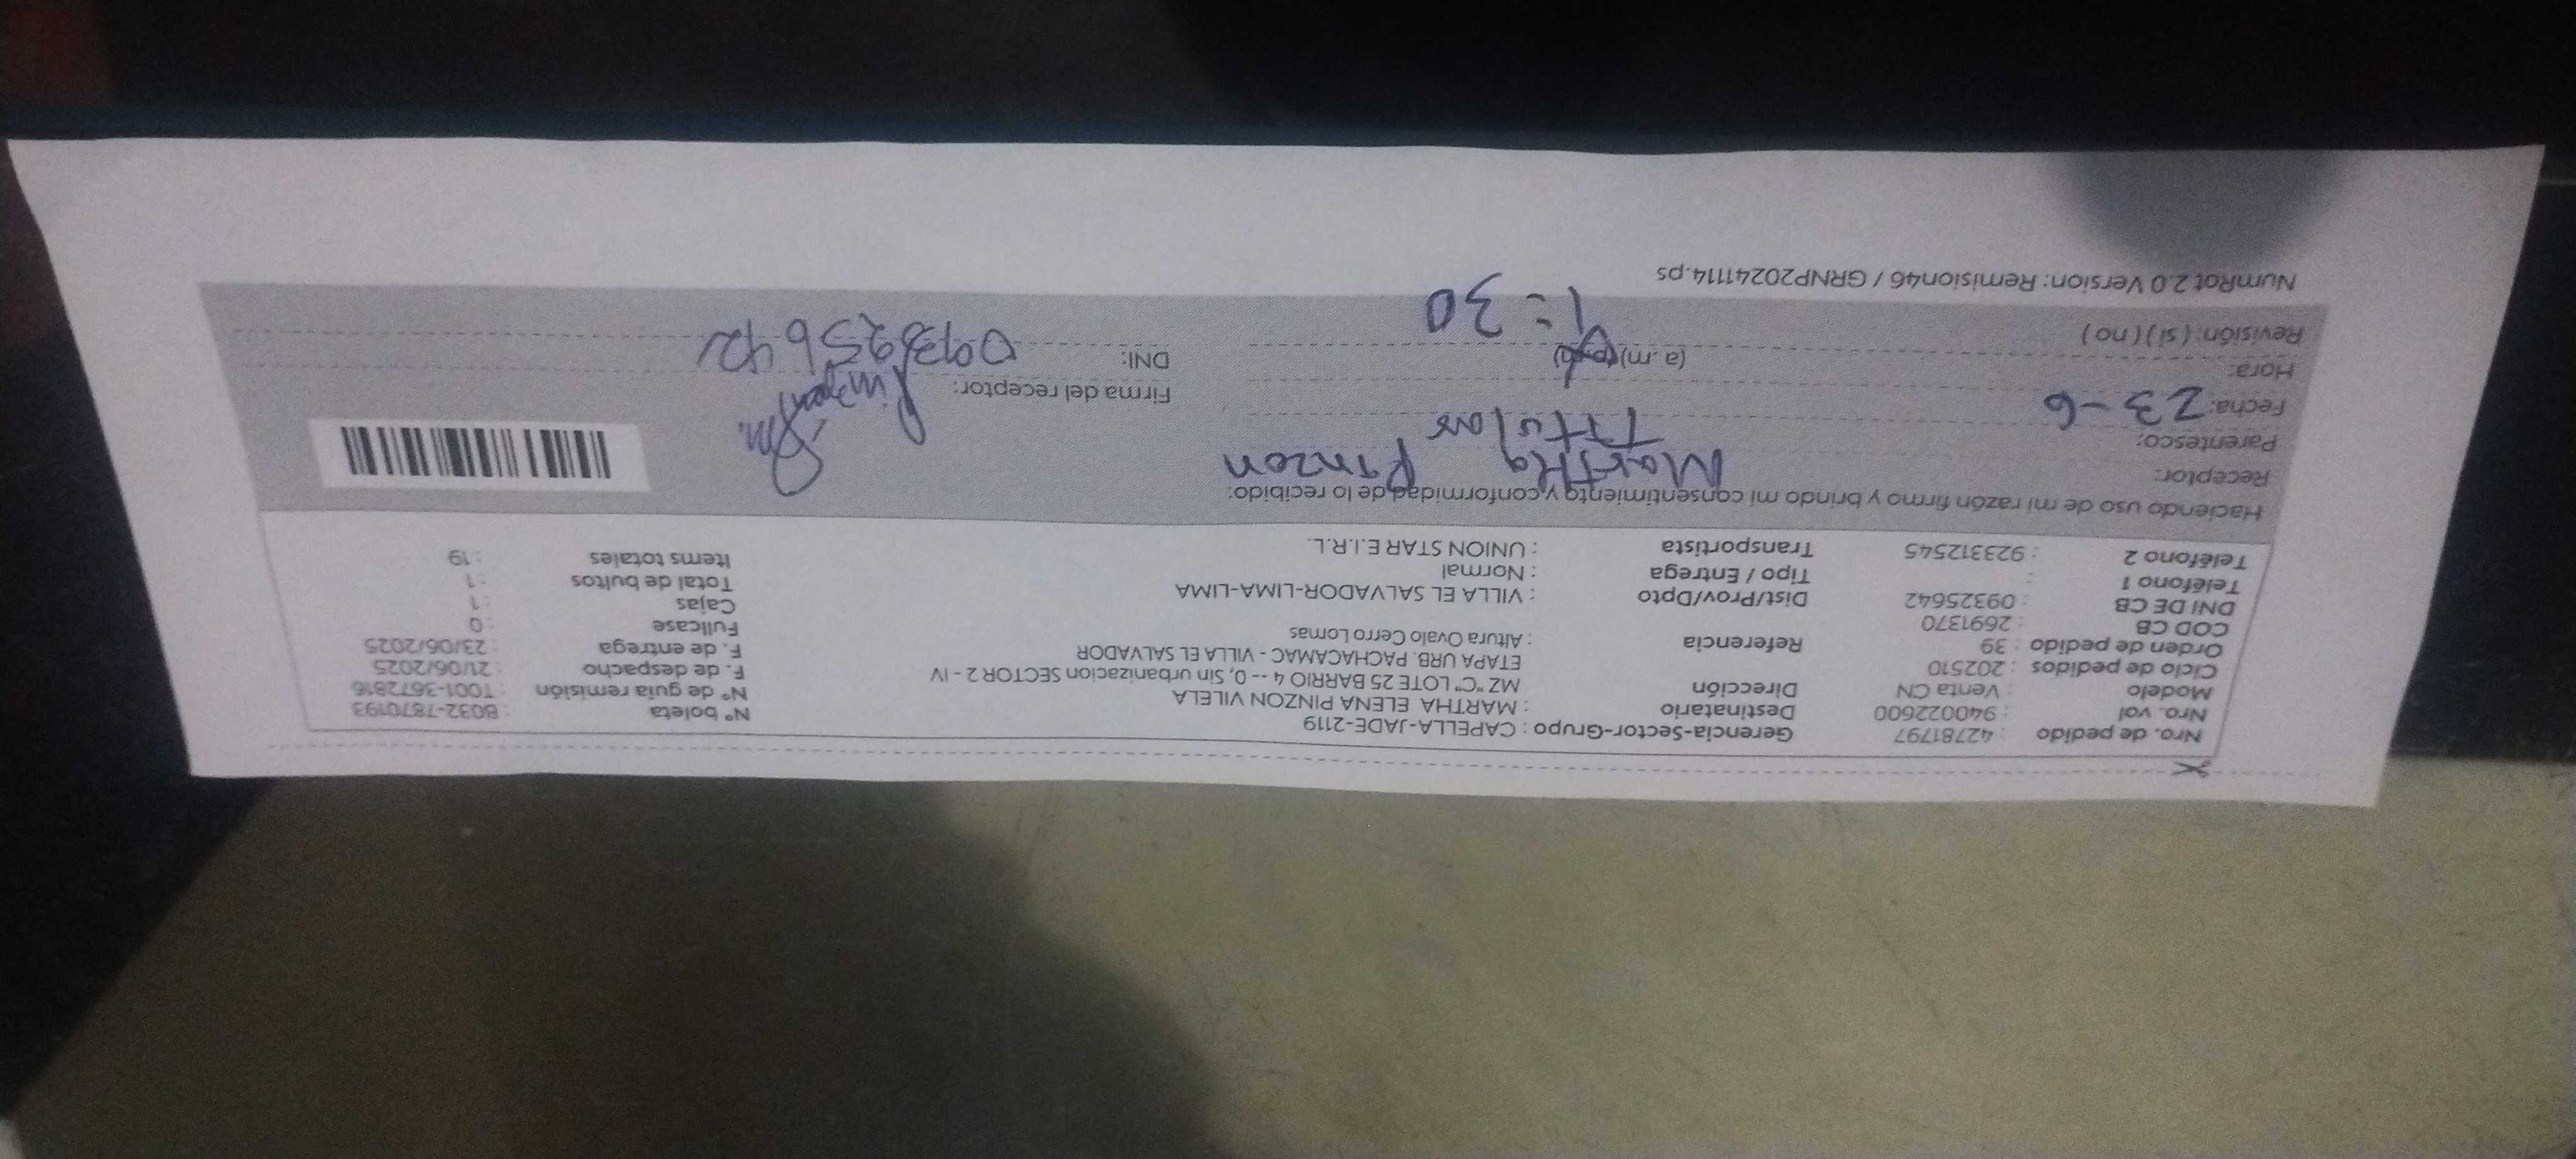 Nro. de pedido : 42781797 Gerencia-Sector-Grupo : CAPELLA-JADE-2119 N° boleta : B032-7870193
Nro. vol : 940022600 Destinatario : MARTHA ELENA PINZON VILELA N° de guia remisión : T001-3672816
Modelo : Venta CN Dirección MZ "C" LOTE 25 BARRIO 4 -- 0, Sin urbanizacion SECTOR 2 - IV F. de despacho : 21/06/2025
Ciclo de pedidos : 202510 ETAPA URB. PACHACAMAC - VILLA EL SALVADOR F. de entrega : 23/06/2025
Orden de pedido : 39 Referencia : Altura Ovalo Cerro Lomas Fullcase : 0
COD CB : 2691370 Dist/Prov/Dpto : VILLA EL SALVADOR-LIMA-LIMA Cajas : 1
DNI DE CB : 09325642 Tipo / Entrega : Normal Total de bultos : 1
Teléfono 1 : Transportista : UNION STAR E.I.R.L. Items totales : 19
Teléfono 2 : 923312545
Haciendo uso de mi razón firmo y brindo mi consentimiento y conformidad de lo recibido:
Receptor: Martha Pinzon
Parentesco: Titular
Fecha: 23-6 Firma del receptor:
Hora: 1=30 (a.m) (p.m) DNI: 09325642
Revisión: ( si ) ( no )
NumRot 2.0 Version: Remision46 / GRNP20241114.ps